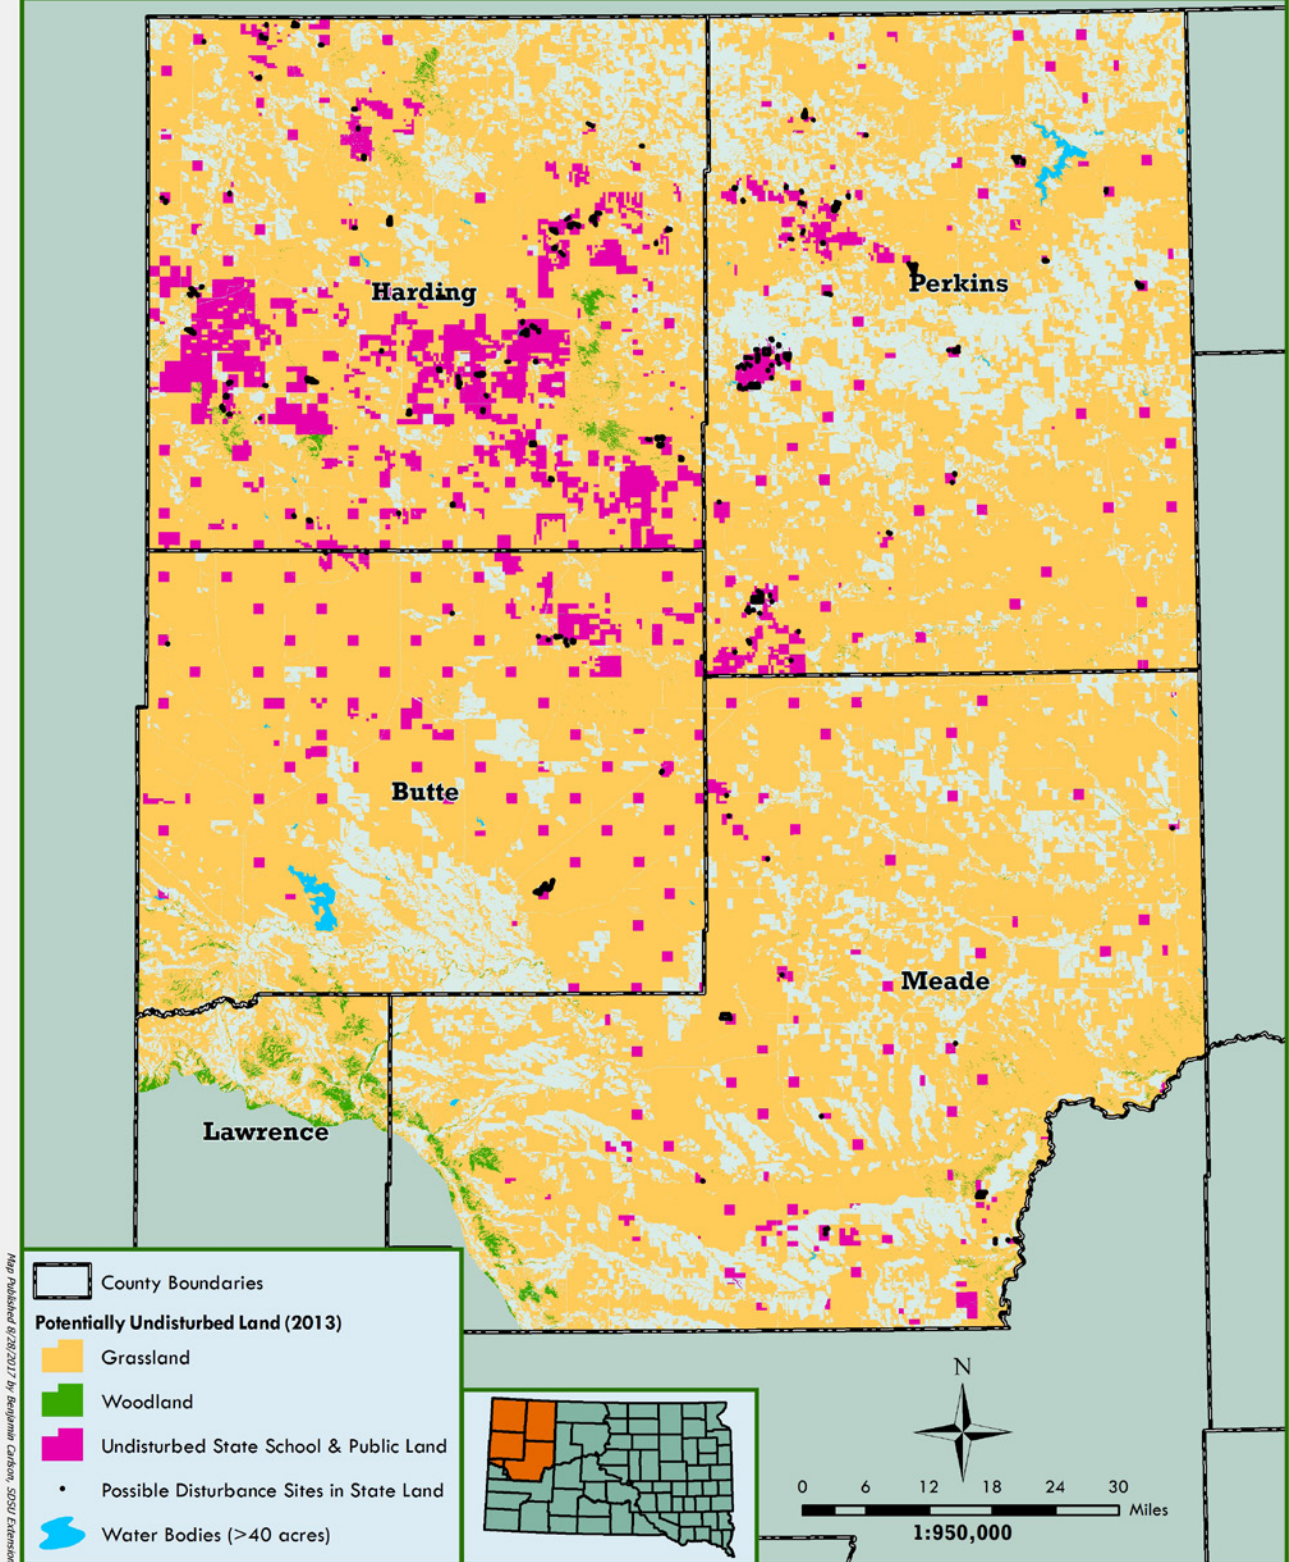 Harding
Perkins
Butte
Meade
Lawrence
County Boundaries
Potentially Undisturbed Land (2013)
Grassland
Woodland
Undisturbed State School & Public Land
Possible Disturbance Sites in State Land
Water Bodies (>40 acres)
N
0 6 12 18 24 30
Miles
1:950,000
Map Published 8/28/2017 by Benjamin Carlson, SDSU Extension